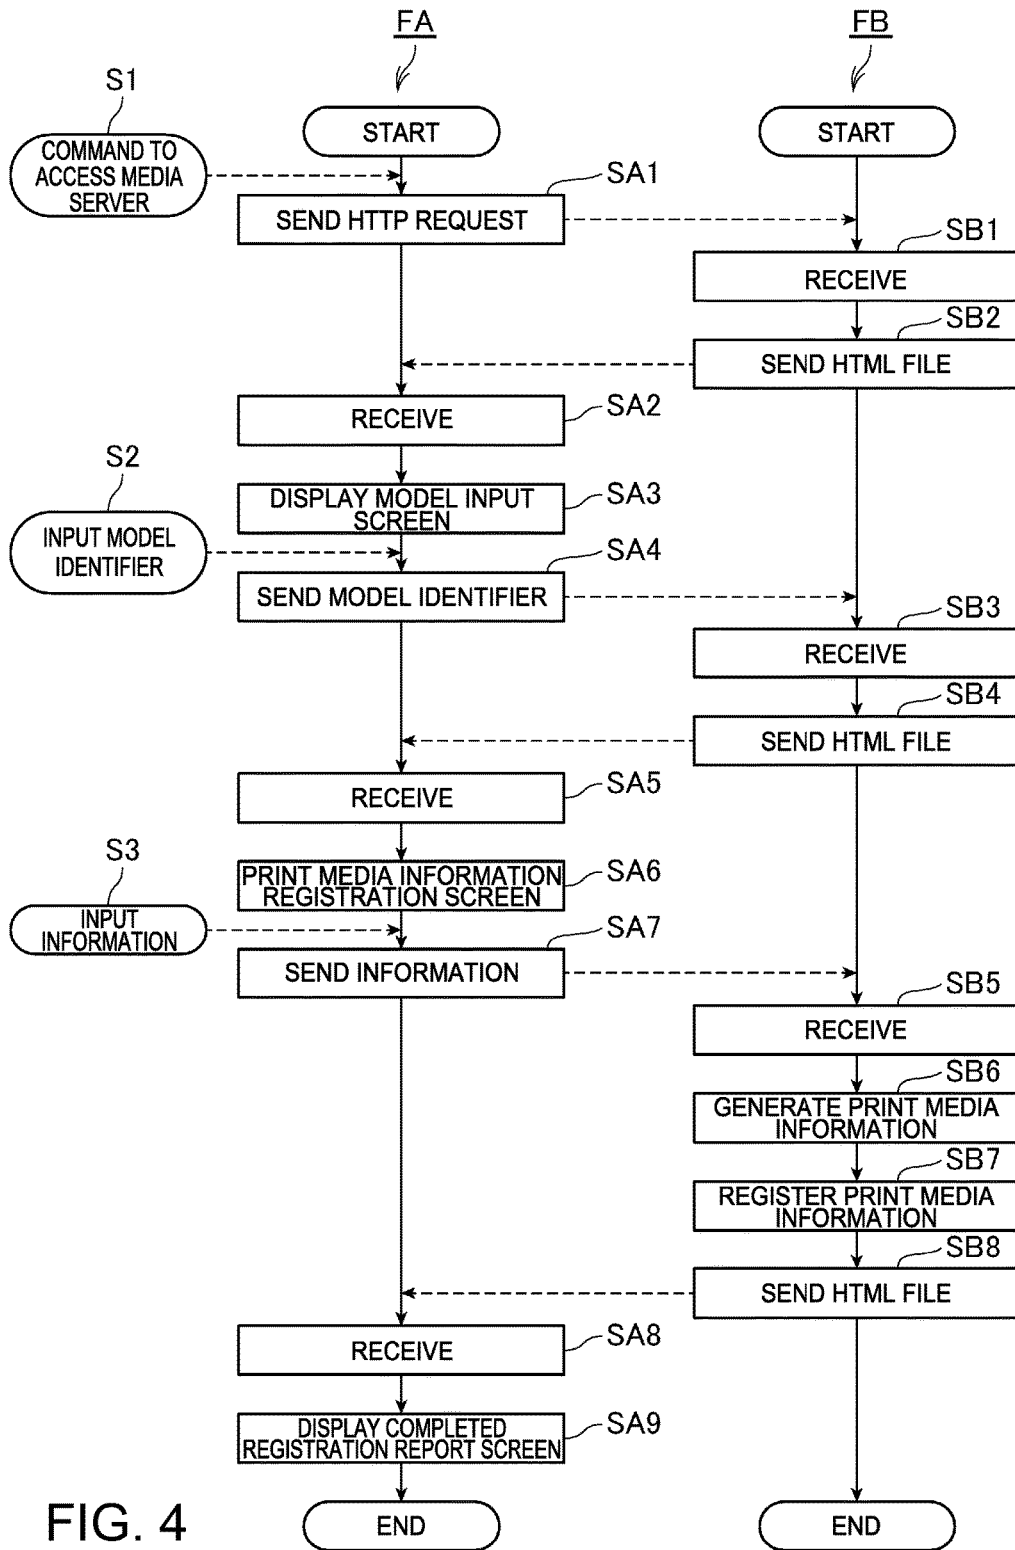 FA
FB
S1
START
START
COMMAND TO
ACCESS MEDIA
SERVER
SA1
SEND HTTP REQUEST
SB1
RECEIVE
SB2
SEND HTML FILE
SA2
RECEIVE
S2
SA3
DISPLAY MODEL INPUT
SCREEN
INPUT MODEL
IDENTIFIER
SA4
SEND MODEL IDENTIFIER
SB3
RECEIVE
SB4
SEND HTML FILE
SA5
RECEIVE
S3
SA6
PRINT MEDIA INFORMATION
REGISTRATION SCREEN
INPUT
INFORMATION
SA7
SEND INFORMATION
SB5
RECEIVE
SB6
GENERATE PRINT MEDIA
INFORMATION
SB7
REGISTER PRINT MEDIA
INFORMATION
SB8
SEND HTML FILE
SA8
RECEIVE
SA9
DISPLAY COMPLETED
REGISTRATION REPORT SCREEN
END
END
FIG. 4